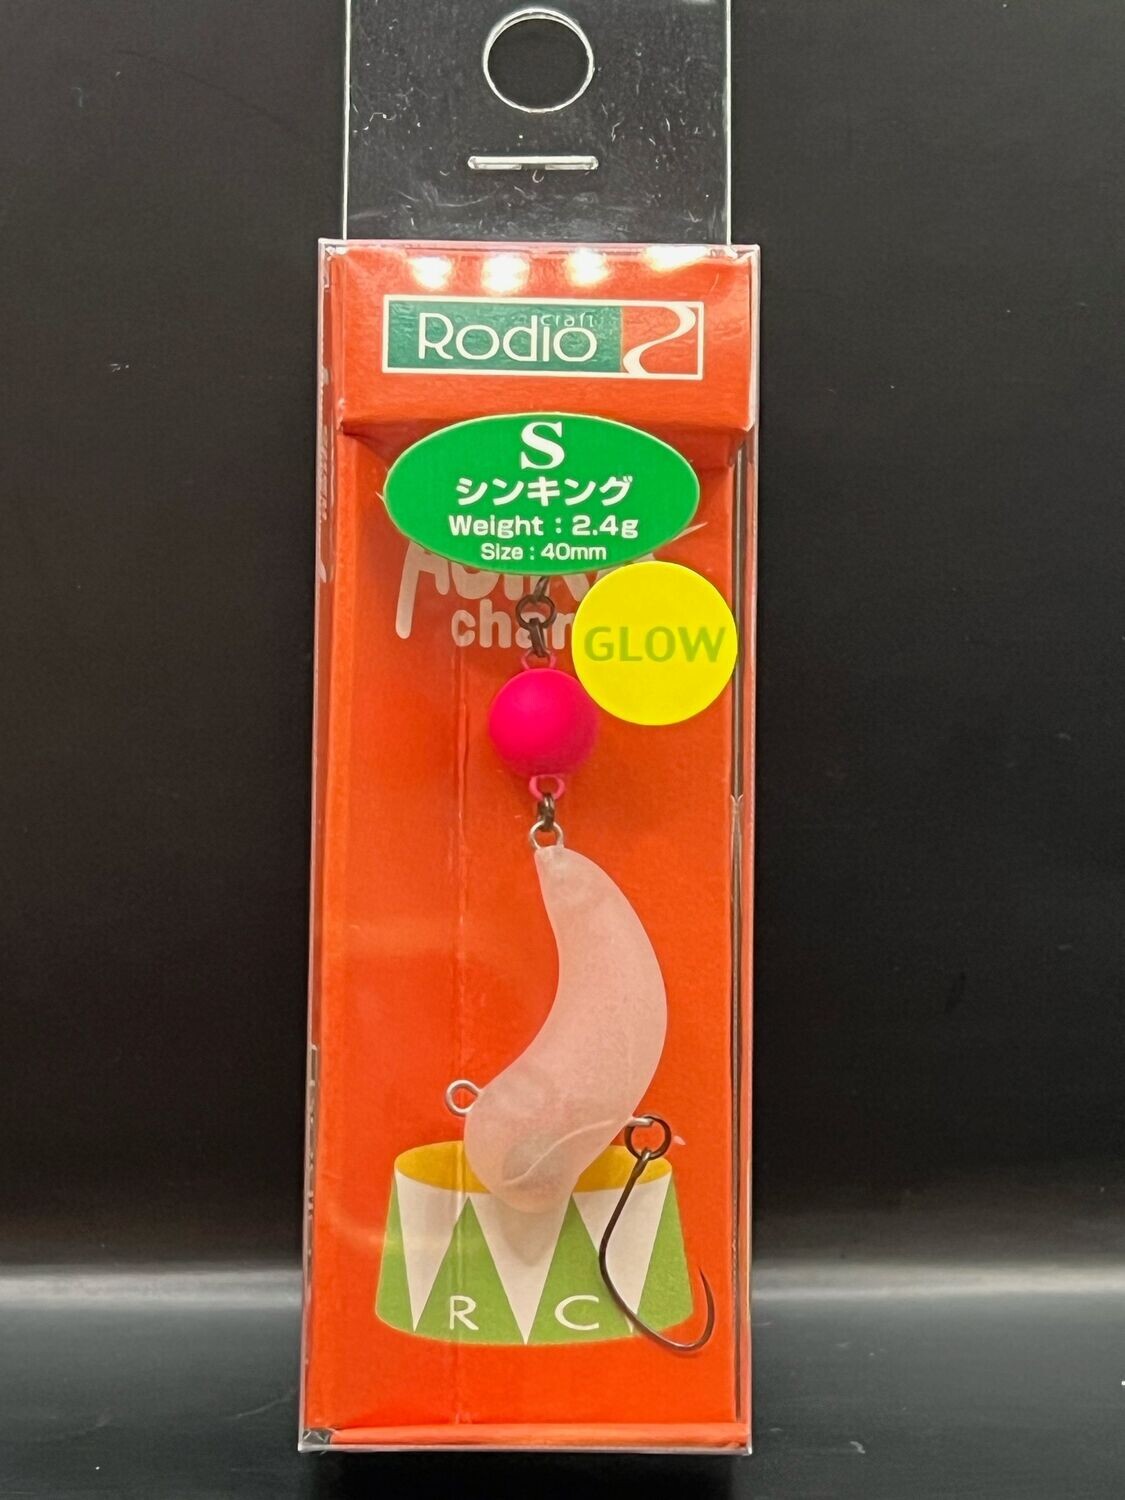 Rodio
craft
S
シンキング
Weight : 2.4g
Size : 40mm
GLOW
R C